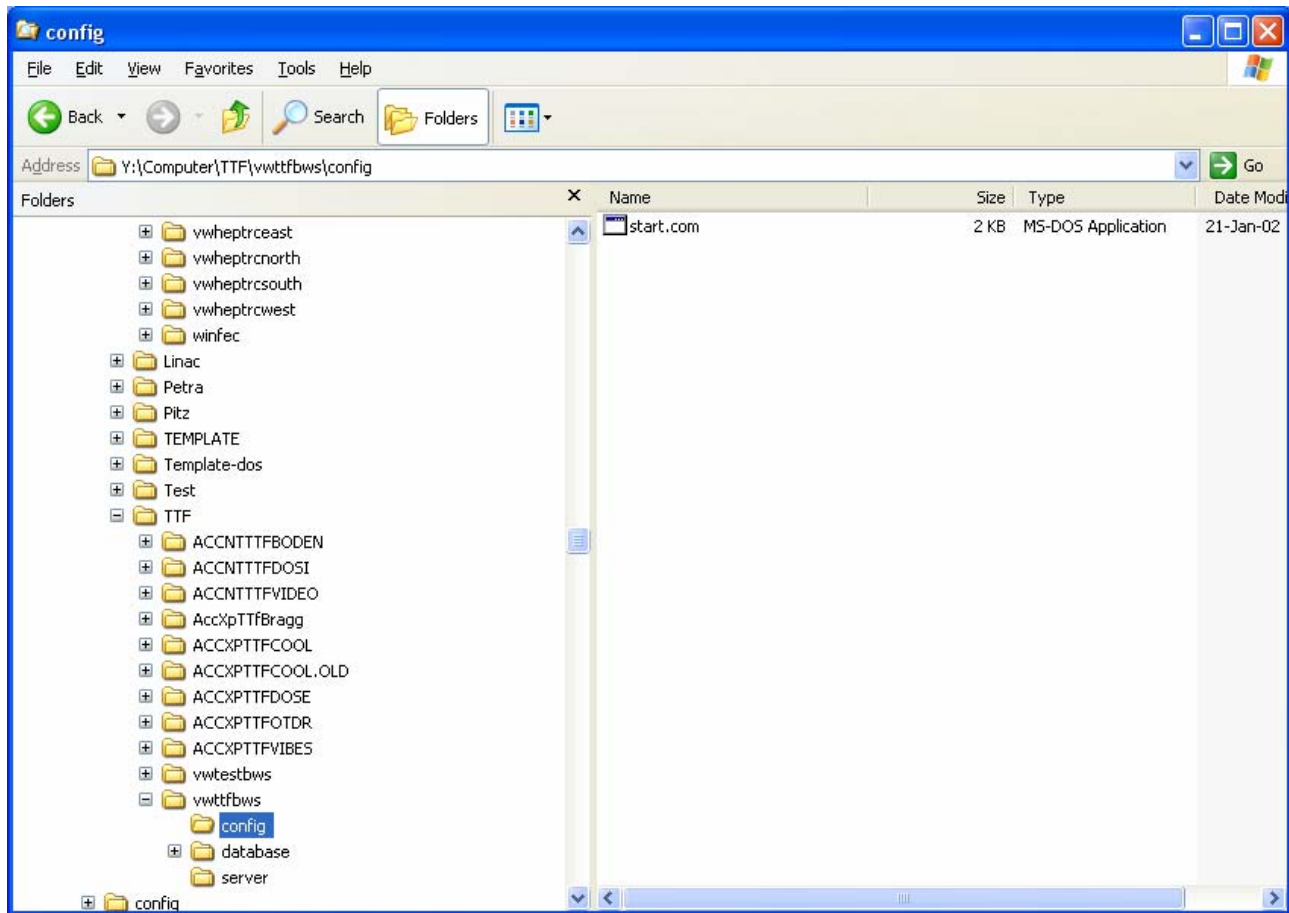 config
File Edit View Favorites Tools Help
Back Search Folders
Address Y:\Computer\TTF\vwttfbws\config Go
Folders
Name Size Type Date Modi
start.com 2 KB MS-DOS Application 21-Jan-02
vwheptrceast
vwheptrcnorth
vwheptrcsouth
vwheptrcwest
winfec
Linac
Petra
Pitz
TEMPLATE
Template-dos
Test
TTF
ACCNTTTFBODEN
ACCNTTTFDOSI
ACCNTTTFVIDEO
AccXpTTfBragg
ACCXPTTFCOOL
ACCXPTTFCOOL.OLD
ACCXPTTFDOSE
ACCXPTTFOTDR
ACCXPTTFVIBES
vwtestbws
vwttfbws
config
database
server
config